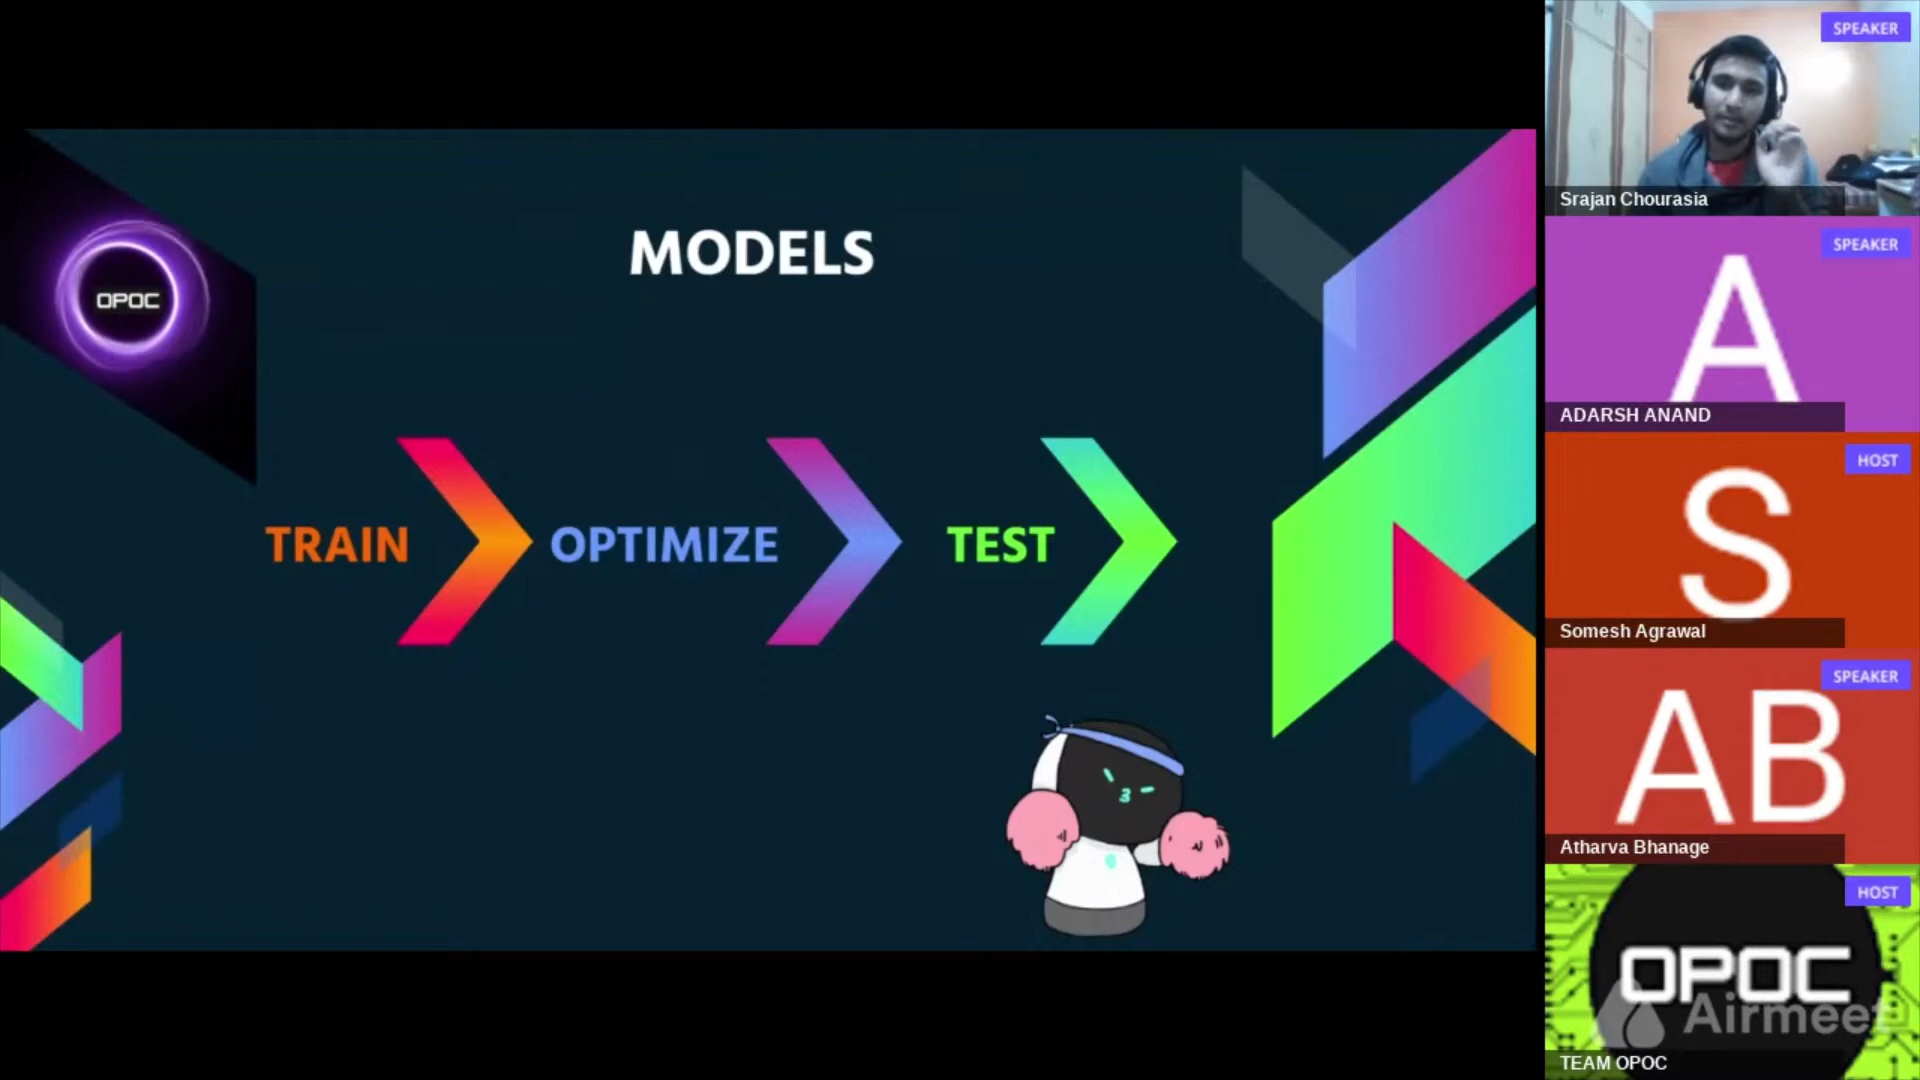 OPOC
MODELS
TRAIN
OPTIMIZE
TEST
SPEAKER
Srajan Chourasia
SPEAKER
A
ADARSH ANAND
HOST
S
Somesh Agrawal
SPEAKER
AB
Atharva Bhanage
HOST
OPOC
Airmeet
TEAM OPOC